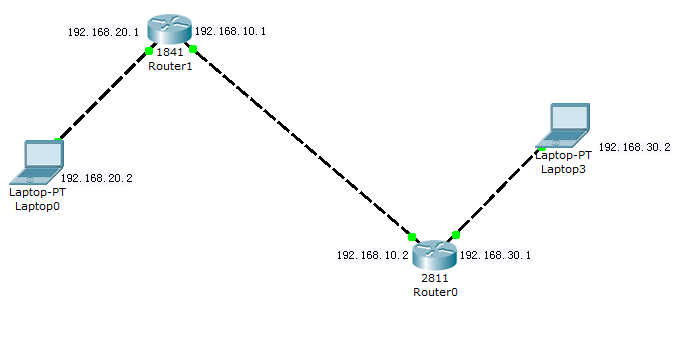 192.168.20.1
192.168.10.1
1841
Router1
192.168.20.2
Laptop-PT
Laptop0
Laptop-PT
Laptop3
192.168.30.2
192.168.10.2
192.168.30.1
2811
Router0